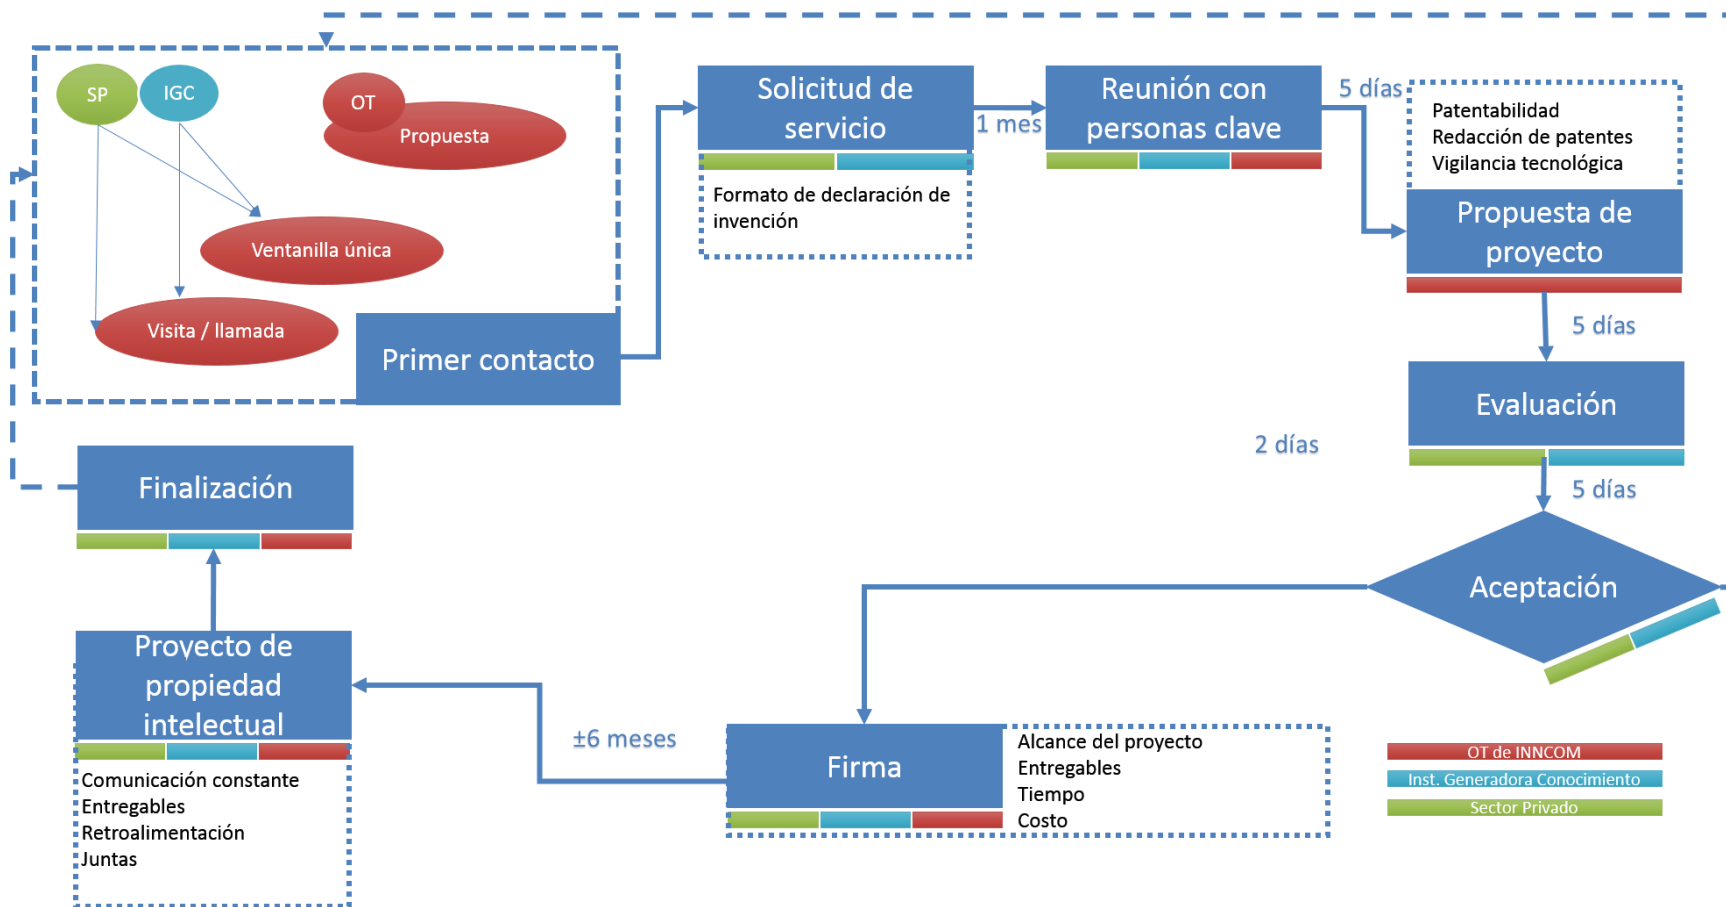 SP
IGC
OT
Propuesta
Ventanilla única
Visita / llamada
Primer contacto
Solicitud de
servicio
Formato de declaración de
invención
1 mes
Reunión con
personas clave
5 días
Patentabilidad
Redacción de patentes
Vigilancia tecnológica
Propuesta de
proyecto
5 días
Evaluación
2 días
5 días
Aceptación
Firma
Alcance del proyecto
Entregables
Tiempo
Costo
±6 meses
Proyecto de
propiedad
intelectual
Comunicación constante
Entregables
Retroalimentación
Juntas
Finalización
OT de INNCOM
Inst. Generadora Conocimiento
Sector Privado